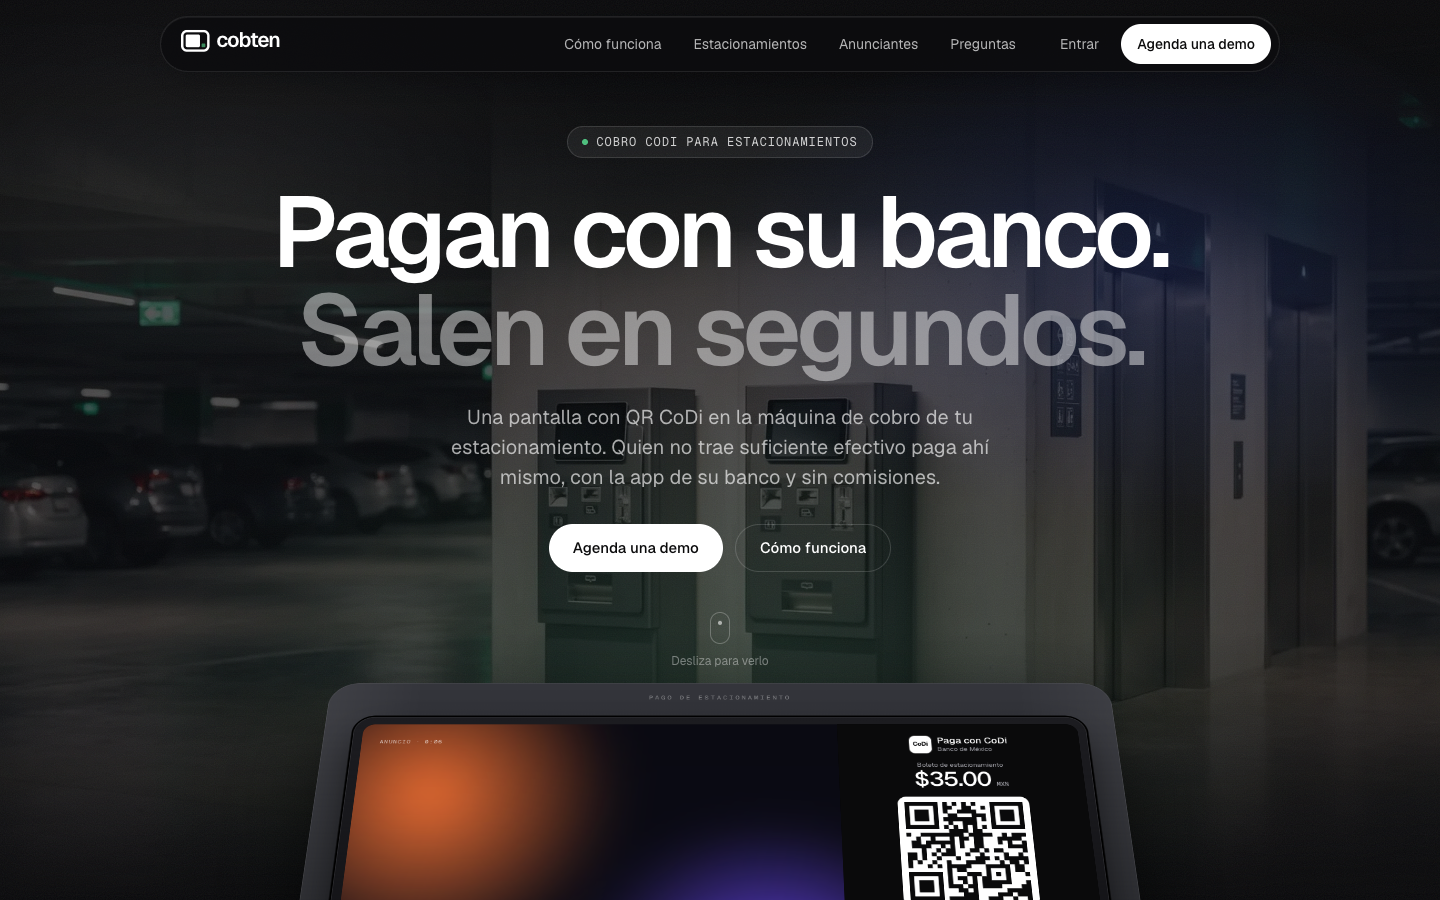 cobten
Cómo funciona
Estacionamientos
Anunciantes
Preguntas
Entrar
Agenda una demo
COBRO CODI PARA ESTACIONAMIENTOS
Pagan con su banco.
Salen en segundos.
Una pantalla con QR CoDi en la máquina de cobro de tu
estacionamiento. Quien no trae suficiente efectivo paga ahí
mismo, con la app de su banco y sin comisiones.
Agenda una demo
Cómo funciona
Desliza para verlo
PAGO DE ESTACIONAMIENTO
ANUNCIO 0:08
CoDi
Paga con CoDi
Banco de México
Boleto de estacionamiento
$35.00 MXN